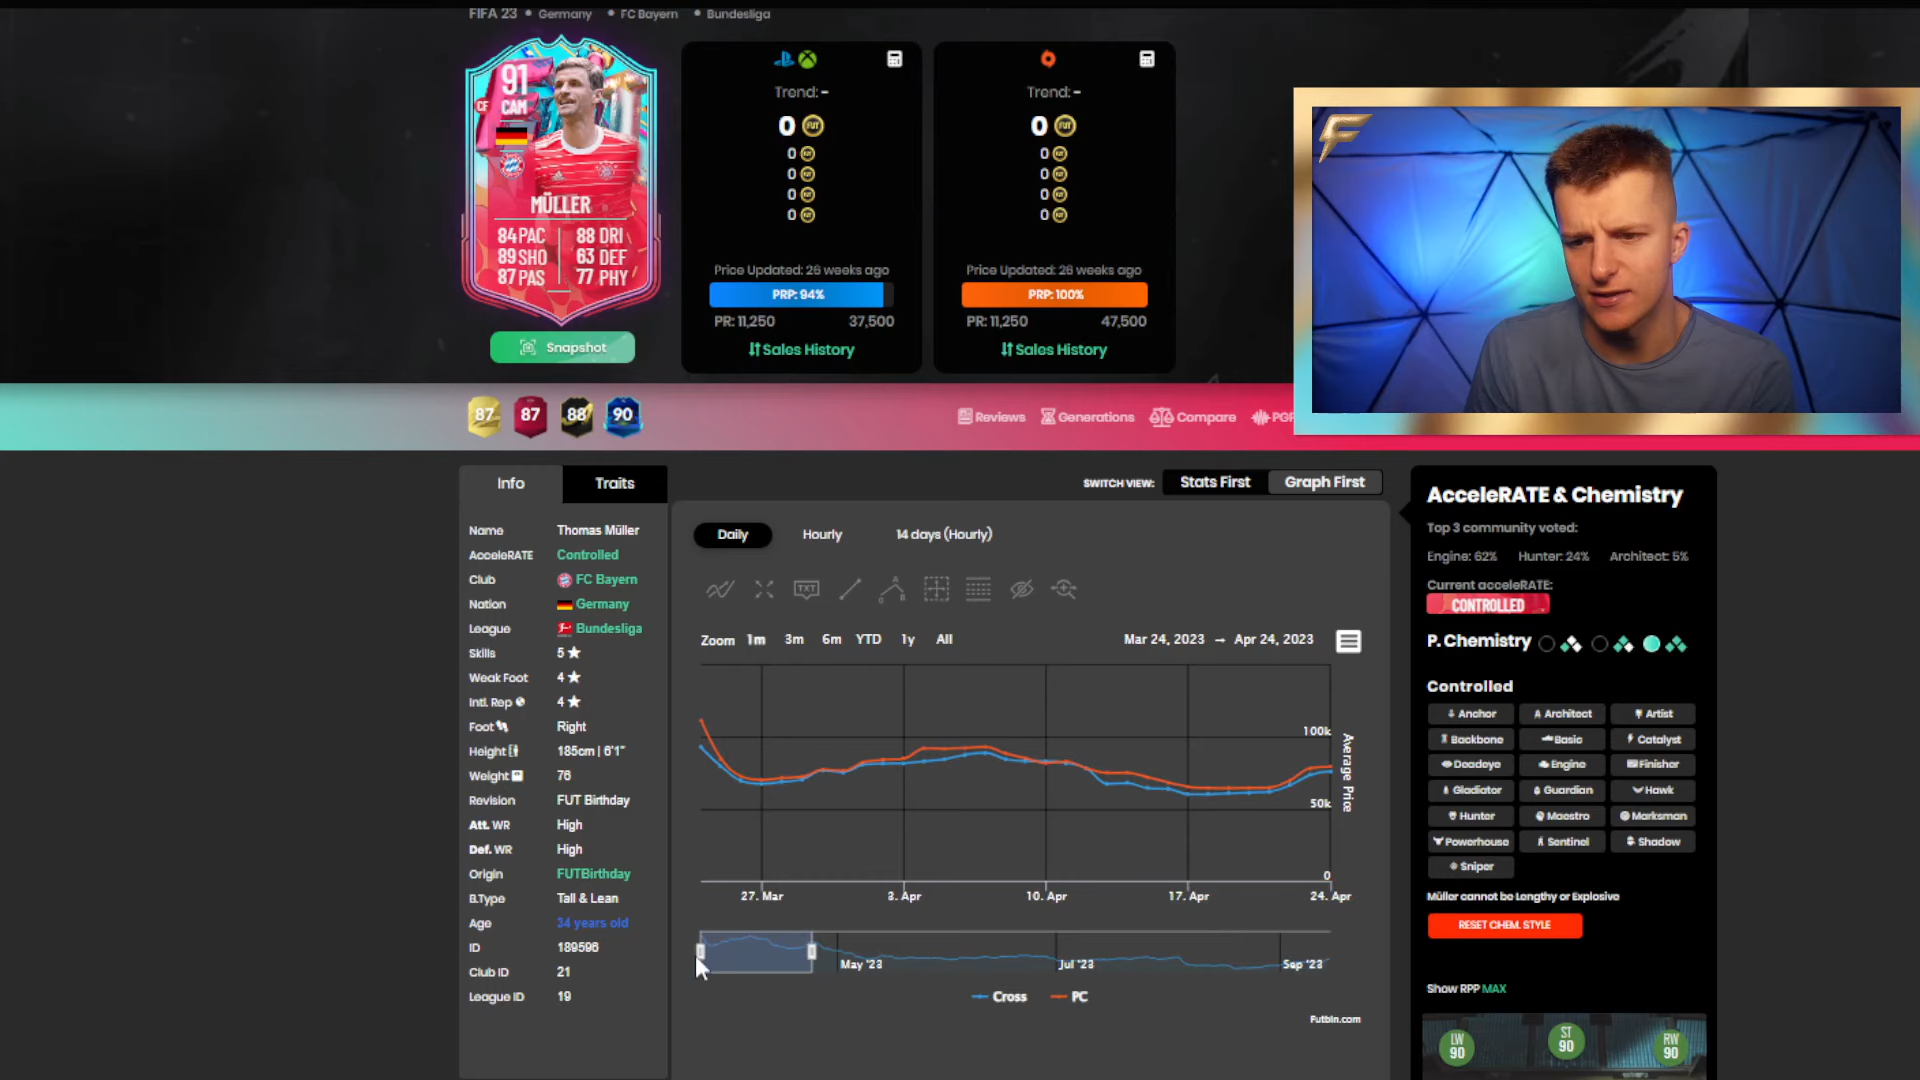 FIFA 23 • Germany • FC Bayern • Bundesliga
91
CAM
CF
MÜLLER
84 PAC 88 DRI
89 SHO 63 DEF
87 PAS 77 PHY
Snapshot
Trend: -
0 FUT
0
0
0
0
Price Updated: 26 weeks ago
PRP: 94%
PR: 11,250 37,500
Sales History
Trend: -
0 FUT
0
0
0
0
Price Updated: 26 weeks ago
PRP: 100%
PR: 11,250 47,500
Sales History
F
87 87 88 90
Reviews Generations Compare
Info Traits
Name Thomas Müller
AcceleRATE Controlled
Club FC Bayern
Nation Germany
League Bundesliga
Skills 5
Weak Foot 4
Intl. Rep 4
Foot Right
Height 185cm | 6'1"
Weight 76
Revision FUT Birthday
Att. WR High
Def. WR High
Origin FUTBirthday
B.Type Tall & Lean
Age 34 years old
ID 189596
Club ID 21
League ID 19
SWITCH VIEW: Stats First Graph First
Daily Hourly 14 days (Hourly)
TXT
Zoom 1m 3m 6m YTD 1y All Mar 24, 2023 → Apr 24, 2023
100k
50k
0
Average Price
27. Mar 3. Apr 10. Apr 17. Apr 24. Apr
May '23 Jul '23 Sep '23
Cross PC
Futbin.com
AcceleRATE & Chemistry
Top 3 community voted:
Engine: 62% Hunter: 24% Architect: 5%
Current acceleRATE:
CONTROLLED
P. Chemistry
Controlled
Anchor Architect Artist
Backbone Basic Catalyst
Deadeye Engine Finisher
Gladiator Guardian Hawk
Hunter Maestro Marksman
Powerhouse Sentinel Shadow
Sniper
Müller cannot be Lengthy or Explosive
RESET CHEM. STYLE
Show RPP MAX
LW
90
ST
90
RW
90